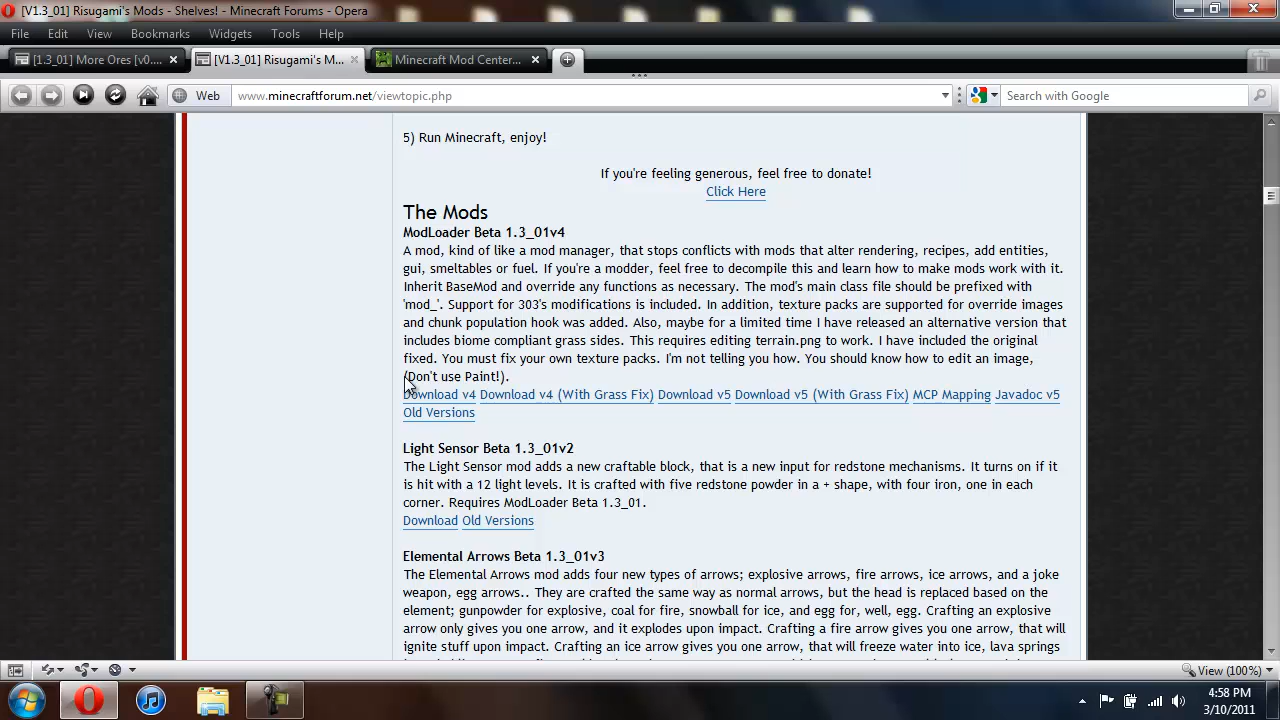 [V1.3_01] Risugami's Mods - Shelves! - Minecraft Forums - Opera
File Edit View Bookmarks Widgets Tools Help
[1.3_01] More Ores [v0.... [V1.3_01] Risugami's M... Minecraft Mod Center...
Web www.minecraftforum.net/viewtopic.php Search with Google
5) Run Minecraft, enjoy!
If you're feeling generous, feel free to donate!
Click Here
The Mods
ModLoader Beta 1.3_01v4
A mod, kind of like a mod manager, that stops conflicts with mods that alter rendering, recipes, add entities,
gui, smeltables or fuel. If you're a modder, feel free to decompile this and learn how to make mods work with it.
Inherit BaseMod and override any functions as necessary. The mod's main class file should be prefixed with
'mod_'. Support for 303's modifications is included. In addition, texture packs are supported for override images
and chunk population hook was added. Also, maybe for a limited time I have released an alternative version that
includes biome compliant grass sides. This requires editing terrain.png to work. I have included the original
fixed. You must fix your own texture packs. I'm not telling you how. You should know how to edit an image,
(Don't use Paint!).
Download v4 Download v4 (With Grass Fix) Download v5 Download v5 (With Grass Fix) MCP Mapping Javadoc v5
Old Versions
Light Sensor Beta 1.3_01v2
The Light Sensor mod adds a new craftable block, that is a new input for redstone mechanisms. It turns on if it
is hit with a 12 light levels. It is crafted with five redstone powder in a + shape, with four iron, one in each
corner. Requires ModLoader Beta 1.3_01.
Download Old Versions
Elemental Arrows Beta 1.3_01v3
The Elemental Arrows mod adds four new types of arrows; explosive arrows, fire arrows, ice arrows, and a joke
weapon, egg arrows.. They are crafted the same way as normal arrows, but the head is replaced based on the
element; gunpowder for explosive, coal for fire, snowball for ice, and egg for, well, egg. Crafting an explosive
arrow only gives you one arrow, and it explodes upon impact. Crafting a fire arrow gives you one arrow, that will
ignite stuff upon impact. Crafting an ice arrow gives you one arrow, that will freeze water into ice, lava springs
View (100%)
4:58 PM
3/10/2011